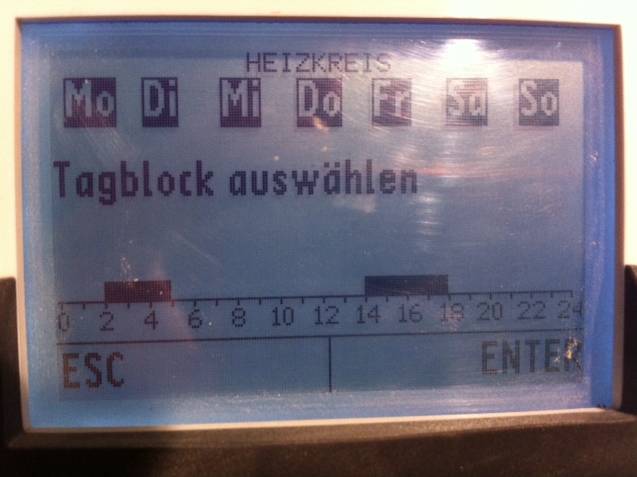 HEIZKREIS
Mo Di Mi Do Fr Sa So
Tagblock auswählen
0 2 4 6 8 10 12 14 16 18 20 22 24
ESC ENTER